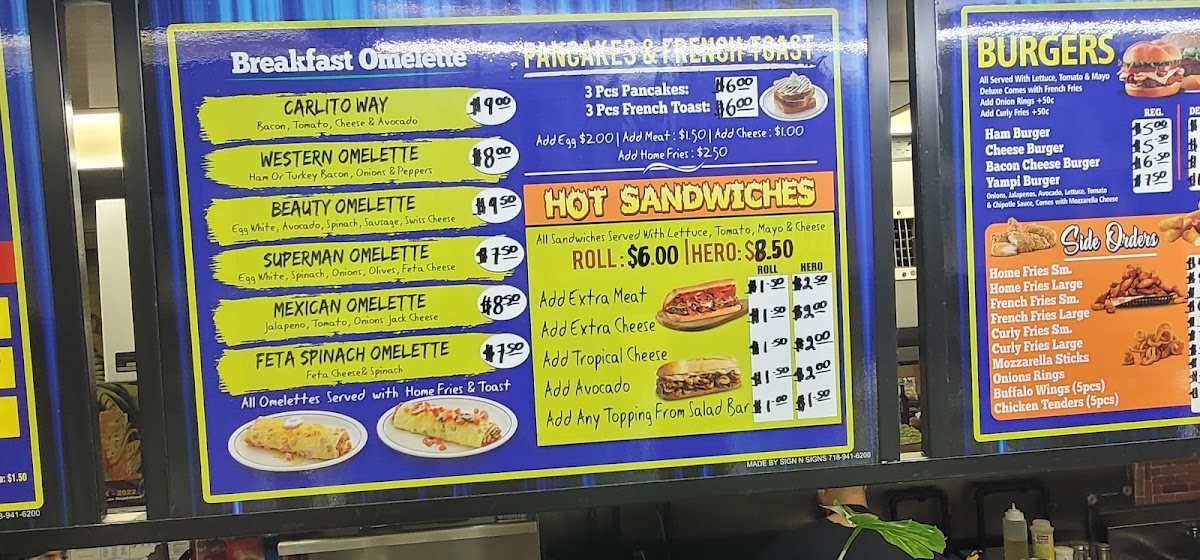 Breakfast Omelette
CARLITO WAY $9.00
Bacon, Tomato, Cheese & Avocado
WESTERN OMELETTE $8.00
Ham Or Turkey Bacon, Onions & Peppers
BEAUTY OMELETTE $9.50
Egg White, Avocado, Spinach, Sausage, Swiss Cheese
SUPERMAN OMELETTE $7.50
Egg White, Spinach, Onions, Olives, Feta Cheese
MEXICAN OMELETTE $8.50
Jalapeno, Tomato, Onions Jack Cheese
FETA SPINACH OMELETTE $7.50
Feta Cheese& Spinach
All Omelettes Served with Home Fries & Toast
PANCAKES & FRENCH TOAST
3 Pcs Pancakes: $6.00
3 Pcs French Toast: $6.00
Add Egg $2.00 | Add Meat : $1.50 | Add Cheese : $1.00
Add Home Fries : $2.50
HOT SANDWICHES
All Sandwiches Served With Lettuce, Tomato, Mayo & Cheese
ROLL : $6.00 | HERO: $8.50
ROLL HERO
Add Extra Meat $1.50 $2.50
Add Extra Cheese $1.50 $2.00
Add Tropical Cheese $1.50 $2.00
Add Avocado $1.50 $2.00
Add Any Topping From Salad Bar $1.00 $1.50
MADE BY SIGN N SIGNS 718-941-6200
BURGERS
All Served With Lettuce, Tomato & Mayo
Deluxe Comes with French Fries
Add Onion Rings +50¢
Add Curly Fries +50¢
REG.
Ham Burger $5.00
Cheese Burger $5.50
Bacon Cheese Burger $6.50
Yampi Burger $7.50
Onions, Jalapenos, Avocado, Lettuce, Tomato
& Chipotle Sauce, Comes with Mozzarella Cheese
Side Orders
Home Fries Sm.
Home Fries Large
French Fries Sm.
French Fries Large
Curly Fries Sm.
Curly Fries Large
Mozzarella Sticks
Onions Rings
Buffalo Wings (5pcs)
Chicken Tenders (5pcs)
: $1.50
8-941-6200